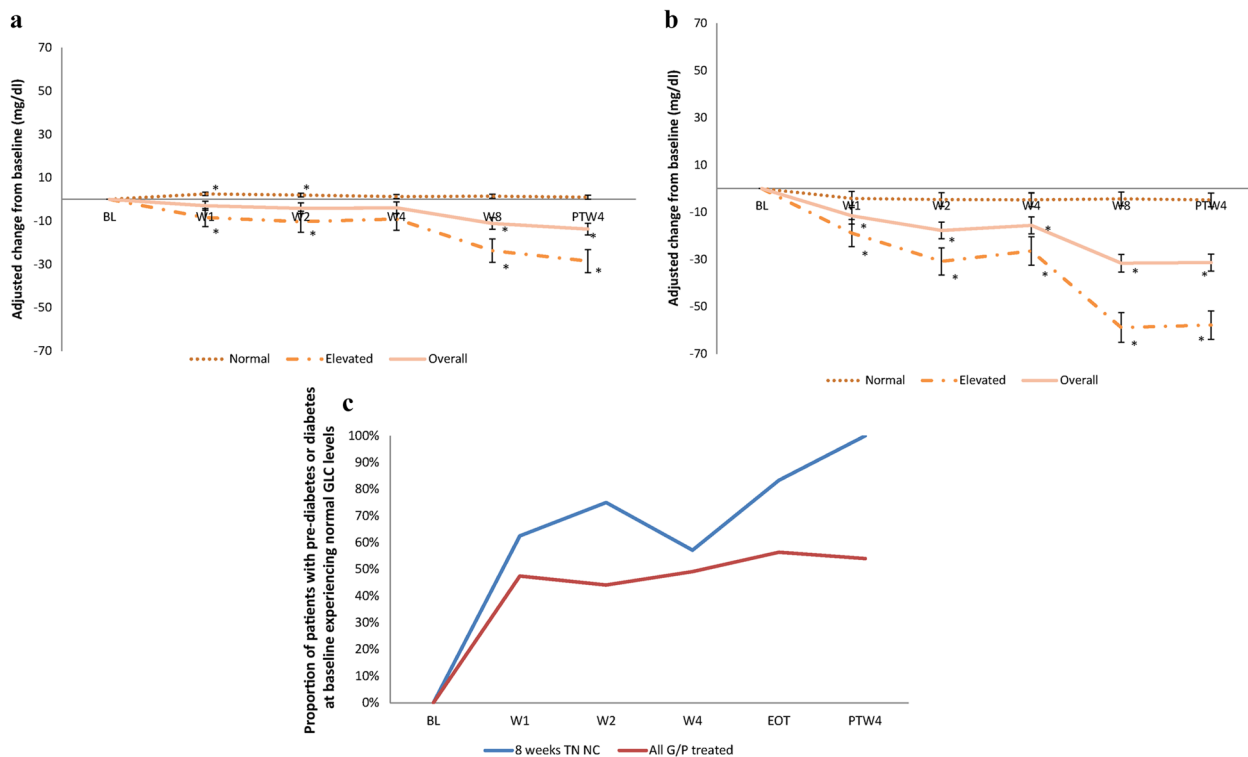 a
Adjusted change from baseline (mg/dl)
70
50
30
10
-10
-30
-50
-70
BL
W1
W2
W4
W8
PTW4
*
*
*
*
*
*
*
*
Normal
Elevated
Overall
b
Adjusted change from baseline (mg/dl)
70
50
30
10
-10
-30
-50
-70
BL
W1
W2
W4
W8
PTW4
*
*
*
*
*
*
*
*
*
*
Normal
Elevated
Overall
c
Proportion of patients with pre-diabetes or diabetes
at baseline experiencing normal GLC levels
100%
90%
80%
70%
60%
50%
40%
30%
20%
10%
0%
BL
W1
W2
W4
EOT
PTW4
8 weeks TN NC
All G/P treated